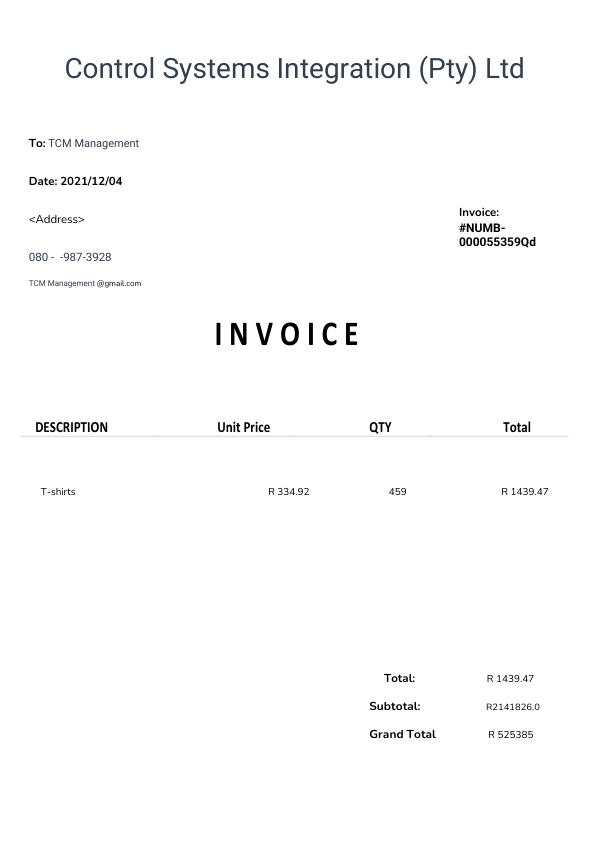 Control Systems Integration (Pty) Ltd
To: TCM Management
Date: 2021/12/04
<Address>
Invoice:
#NUMB-
000055359Qd
080 -  -987-3928
TCM Management @gmail.com
INVOICE
DESCRIPTION Unit Price QTY Total
T-shirts R 334.92 459 R 1439.47
Total: R 1439.47
Subtotal: R2141826.0
Grand Total R 525385